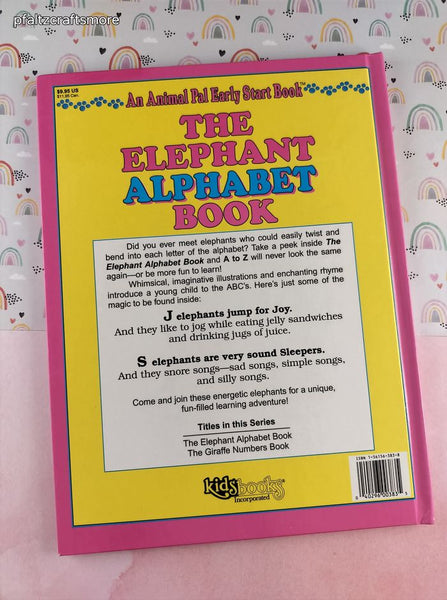 pfaltzcraftsmore
$9.95 US
$11.95 Can.
An Animal Pal Early Start Book™
THE
ELEPHANT
ALPHABET
BOOK
Did you ever meet elephants who could easily twist and
bend into each letter of the alphabet? Take a peek inside The
Elephant Alphabet Book and A to Z will never look the same
again—or be more fun to learn!
Whimsical, imaginative illustrations and enchanting rhyme
introduce a young child to the ABC's. Here's just some of the
magic to be found inside:
J elephants jump for Joy.
And they like to jog while eating jelly sandwiches
and drinking jugs of juice.
S elephants are very sound Sleepers.
And they snore songs—sad songs, simple songs,
and silly songs.
Come and join these energetic elephants for a unique,
fun-filled learning adventure!
Titles in this Series
The Elephant Alphabet Book
The Giraffe Numbers Book
kidsbooks
Incorporated
ISBN 1-56156-383-8
40296 00383